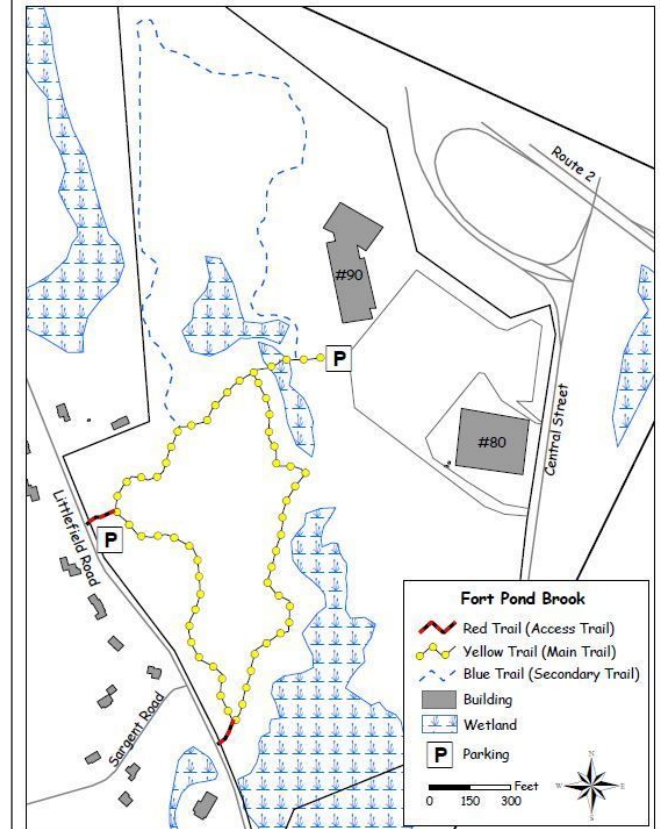 Route 2
#90
P
#80
Central Street
Littlefield Road
P
Sargent Road
Fort Pond Brook
Red Trail (Access Trail)
Yellow Trail (Main Trail)
Blue Trail (Secondary Trail)
Building
Wetland
P Parking
Feet
0 150 300
N
W E
S